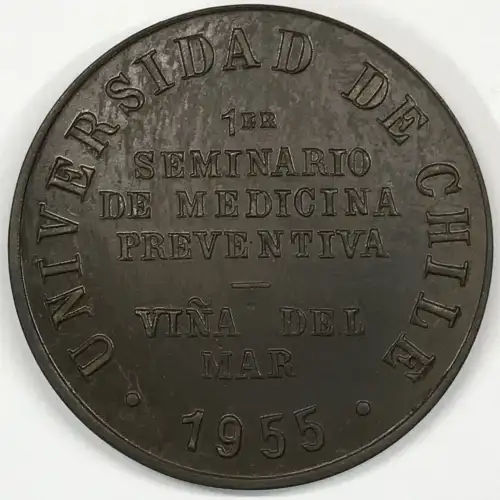 UNIVERSIDAD DE CHILE
1ER
SEMINARIO
DE MEDICINA
PREVENTIVA
—
VIÑA DEL
MAR
· 1955 ·